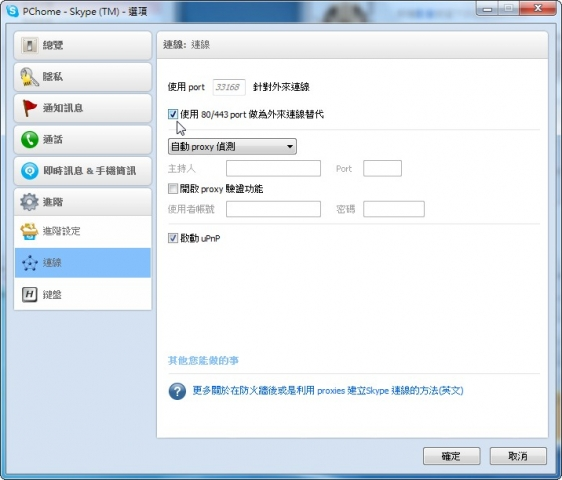 PChome - Skype (TM) - 選項
總覽
隱私
通知訊息
通話
即時訊息 & 手機簡訊
進階
進階設定
連線
鍵盤
連線: 連線
使用 port 33168 針對外來連線
使用 80/443 port 做為外來連線替代
自動 proxy 偵測
主持人 Port
開啟 proxy 驗證功能
使用者帳號 密碼
啟動 uPnP
其他您能做的事
更多關於在防火牆後或是利用 proxies 建立Skype 連線的方法(英文)
確定 取消